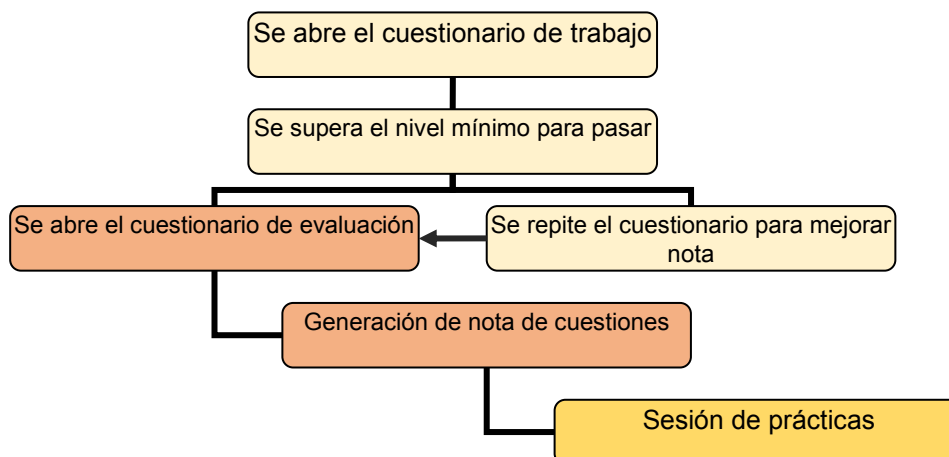 Se abre el cuestionario de trabajo
Se supera el nivel mínimo para pasar
Se abre el cuestionario de evaluación
Se repite el cuestionario para mejorar
nota
Generación de nota de cuestiones
Sesión de prácticas